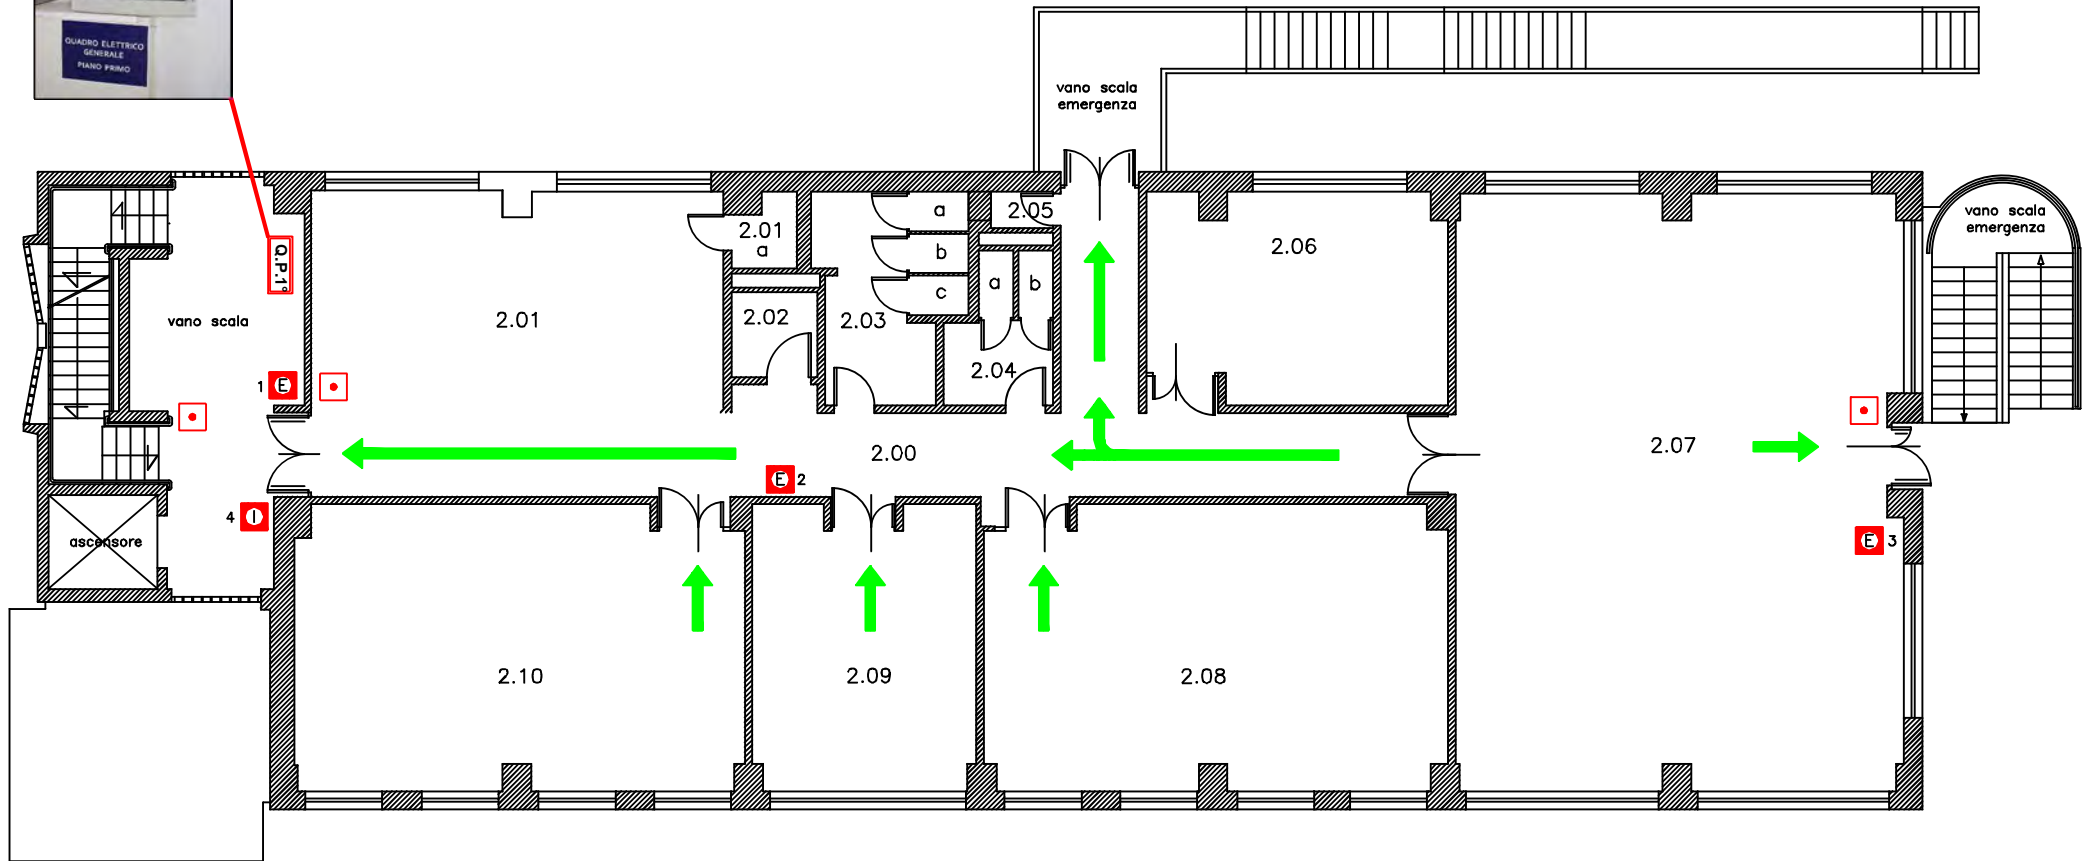 QUADRO ELETTRICO
GENERALE
PIANO PRIMO
vano scala
emergenza
vano scala
emergenza
Q.P.1°
vano scala
2.01
2.01
a
2.02
2.03
a
b
c
2.05
a
b
2.04
2.06
1 E
2.00
2.07
E 2
4 I
ascensore
E 3
2.10
2.09
2.08